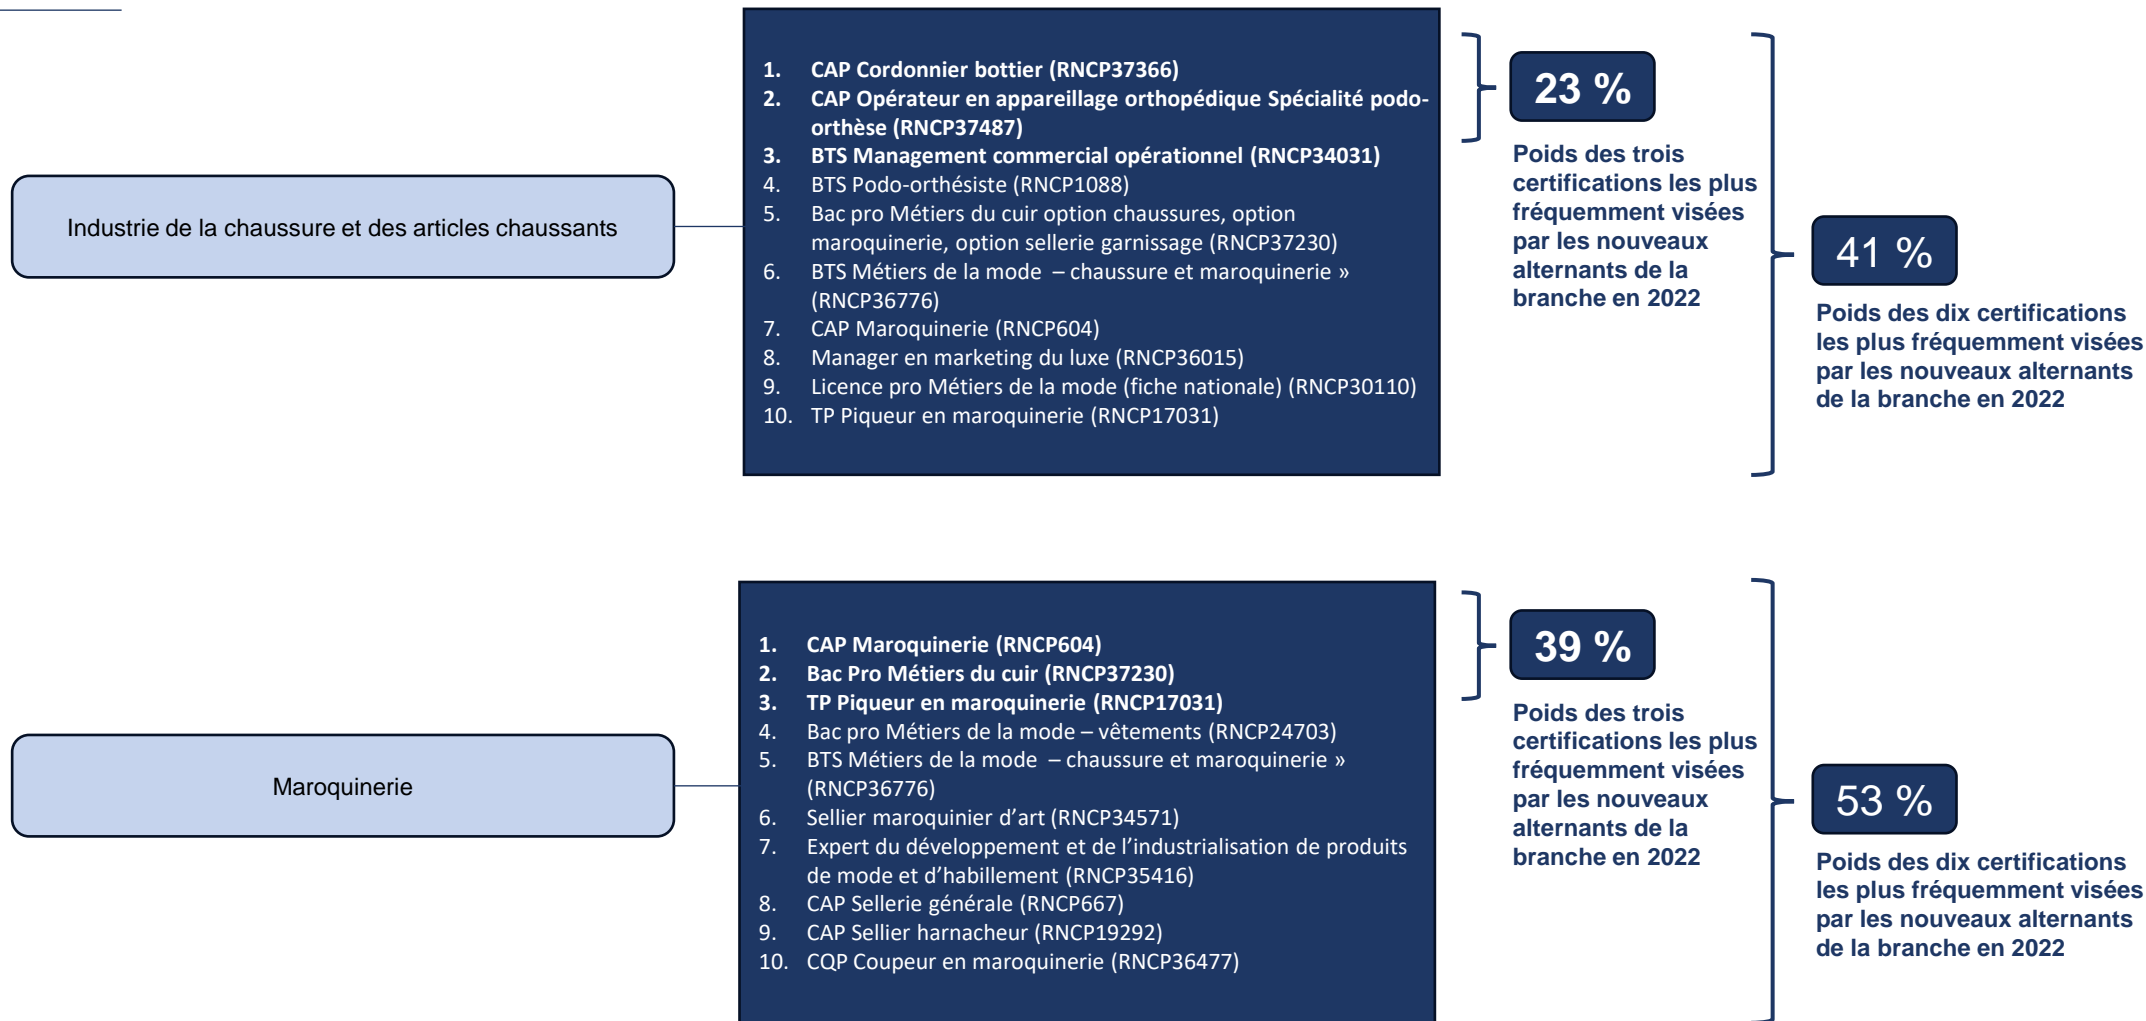 Industrie de la chaussure et des articles chaussants
1. CAP Cordonnier bottier (RNCP37366)
2. CAP Opérateur en appareillage orthopédique Spécialité podo-
orthèse (RNCP37487)
3. BTS Management commercial opérationnel (RNCP34031)
4. BTS Podo-orthésiste (RNCP1088)
5. Bac pro Métiers du cuir option chaussures, option
maroquinerie, option sellerie garnissage (RNCP37230)
6. BTS Métiers de la mode – chaussure et maroquinerie »
(RNCP36776)
7. CAP Maroquinerie (RNCP604)
8. Manager en marketing du luxe (RNCP36015)
9. Licence pro Métiers de la mode (fiche nationale) (RNCP30110)
10. TP Piqueur en maroquinerie (RNCP17031)
23 %
Poids des trois
certifications les plus
fréquemment visées
par les nouveaux
alternants de la
branche en 2022
41 %
Poids des dix certifications
les plus fréquemment visées
par les nouveaux alternants
de la branche en 2022
Maroquinerie
1. CAP Maroquinerie (RNCP604)
2. Bac Pro Métiers du cuir (RNCP37230)
3. TP Piqueur en maroquinerie (RNCP17031)
4. Bac pro Métiers de la mode – vêtements (RNCP24703)
5. BTS Métiers de la mode – chaussure et maroquinerie »
(RNCP36776)
6. Sellier maroquinier d’art (RNCP34571)
7. Expert du développement et de l’industrialisation de produits
de mode et d’habillement (RNCP35416)
8. CAP Sellerie générale (RNCP667)
9. CAP Sellier harnacheur (RNCP19292)
10. CQP Coupeur en maroquinerie (RNCP36477)
39 %
Poids des trois
certifications les plus
fréquemment visées
par les nouveaux
alternants de la
branche en 2022
53 %
Poids des dix certifications
les plus fréquemment visées
par les nouveaux alternants
de la branche en 2022